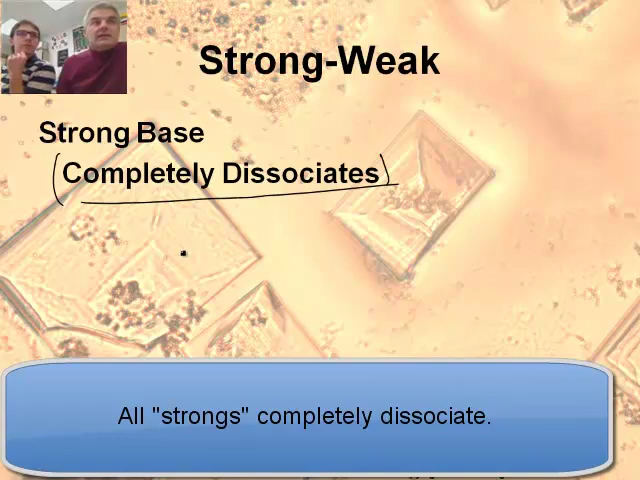 Strong-Weak
Strong Base
(Completely Dissociates)
All "strongs" completely dissociate.